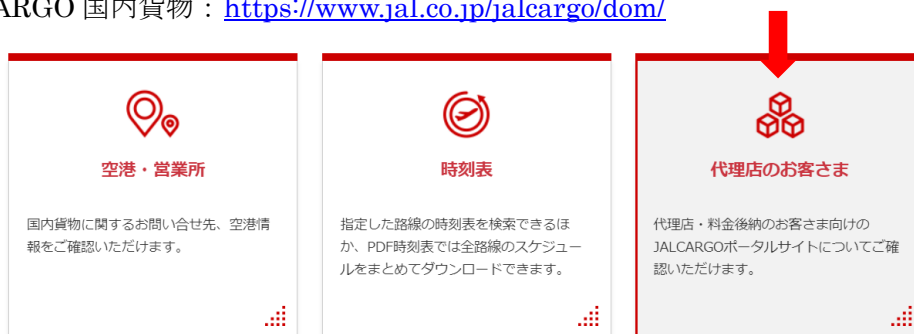 ARGO 国内貨物：https://www.jal.co.jp/jalcargo/dom/
空港・営業所
国内貨物に関するお問い合せ先、空港情
報をご確認いただけます。
時刻表
指定した路線の時刻表を検索できるほ
か、PDF時刻表では全路線のスケジュー
ルをまとめてダウンロードできます。
代理店のお客さま
代理店・料金後納のお客さま向けの
JALCARGOポータルサイトについてご確
認いただけます。